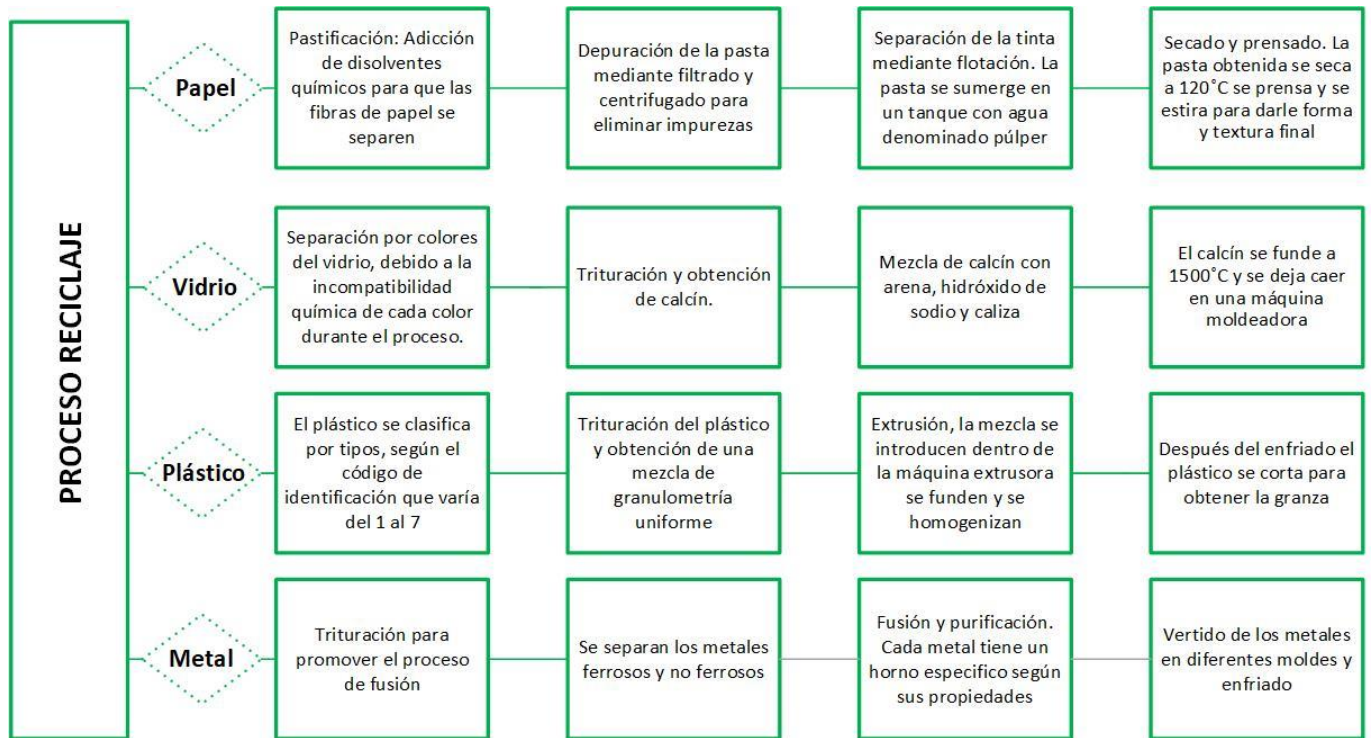 PROCESO RECICLAJE
Papel
Pastificación: Adicción
de disolventes
químicos para que las
fibras de papel se
separen
Depuración de la pasta
mediante filtrado y
centrifugado para
eliminar impurezas
Separación de la tinta
mediante flotación. La
pasta se sumerge en
un tanque con agua
denominado púlper
Secado y prensado. La
pasta obtenida se seca
a 120˚C se prensa y se
estira para darle forma
y textura final
Vidrio
Separación por colores
del vidrio, debido a la
incompatibilidad
química de cada color
durante el proceso.
Trituración y obtención
de calcín.
Mezcla de calcín con
arena, hidróxido de
sodio y caliza
El calcín se funde a
1500˚C y se deja caer
en una máquina
moldeadora
Plástico
El plástico se clasifica
por tipos, según el
código de
identificación que varía
del 1 al 7
Trituración del plástico
y obtención de una
mezcla de
granulometría
uniforme
Extrusión, la mezcla se
introducen dentro de
la máquina extrusora
se funden y se
homogenizan
Después del enfriado el
plástico se corta para
obtener la granza
Metal
Trituración para
promover el proceso
de fusión
Se separan los metales
ferrosos y no ferrosos
Fusión y purificación.
Cada metal tiene un
horno especifico según
sus propiedades
Vertido de los metales
en diferentes moldes y
enfriado